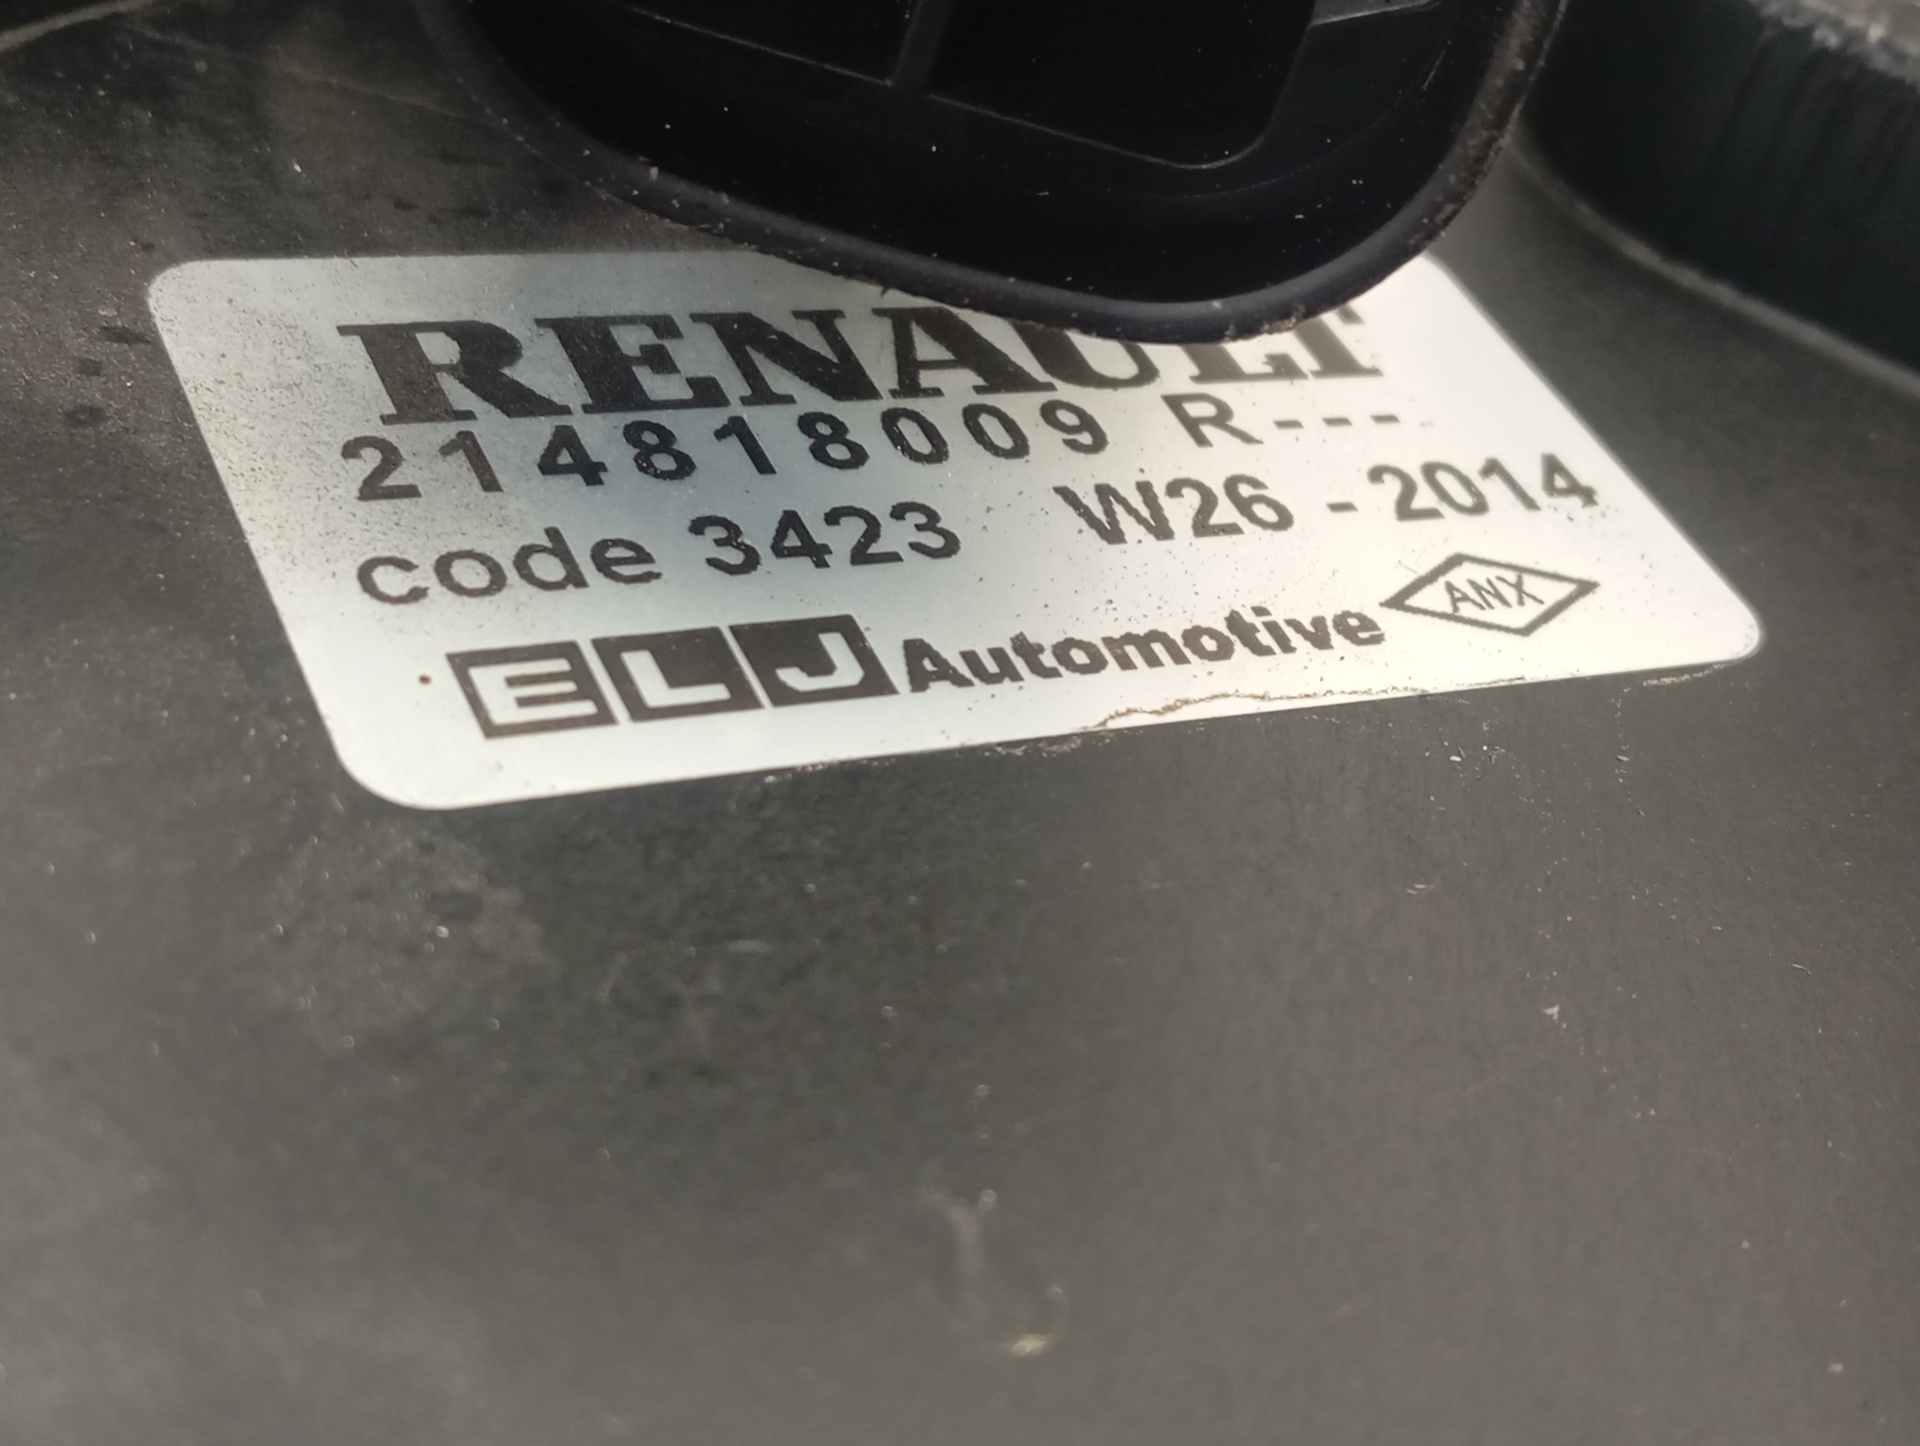 RENAULT
214818009 R---
code 3423 W26 - 2014
ELJ Automotive ANX